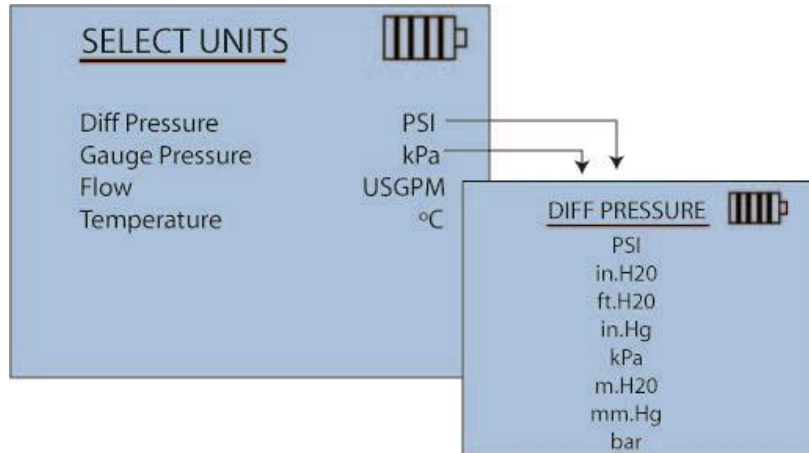 SELECT UNITS
Diff Pressure PSI
Gauge Pressure kPa
Flow USGPM
Temperature °C
DIFF PRESSURE
PSI
in.H20
ft.H20
in.Hg
kPa
m.H20
mm.Hg
bar